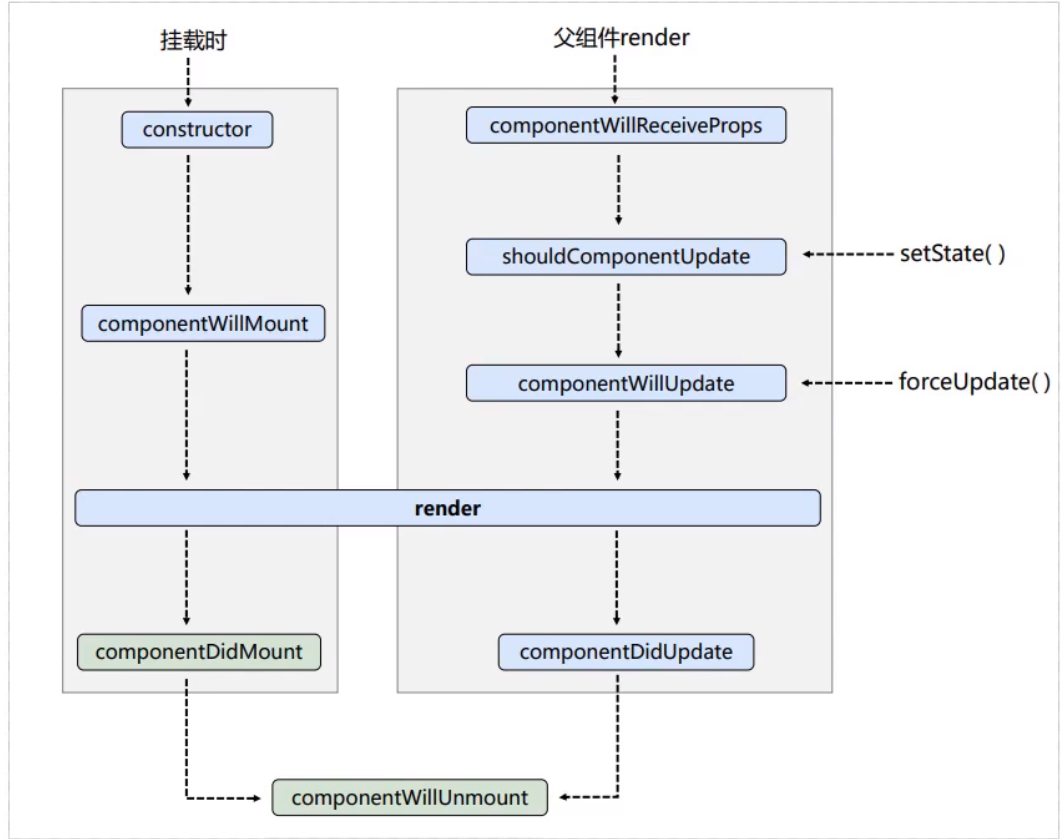 挂载时
constructor
componentWillMount
父组件render
componentWillReceiveProps
shouldComponentUpdate
setState( )
componentWillUpdate
forceUpdate( )
render
componentDidMount
componentDidUpdate
componentWillUnmount